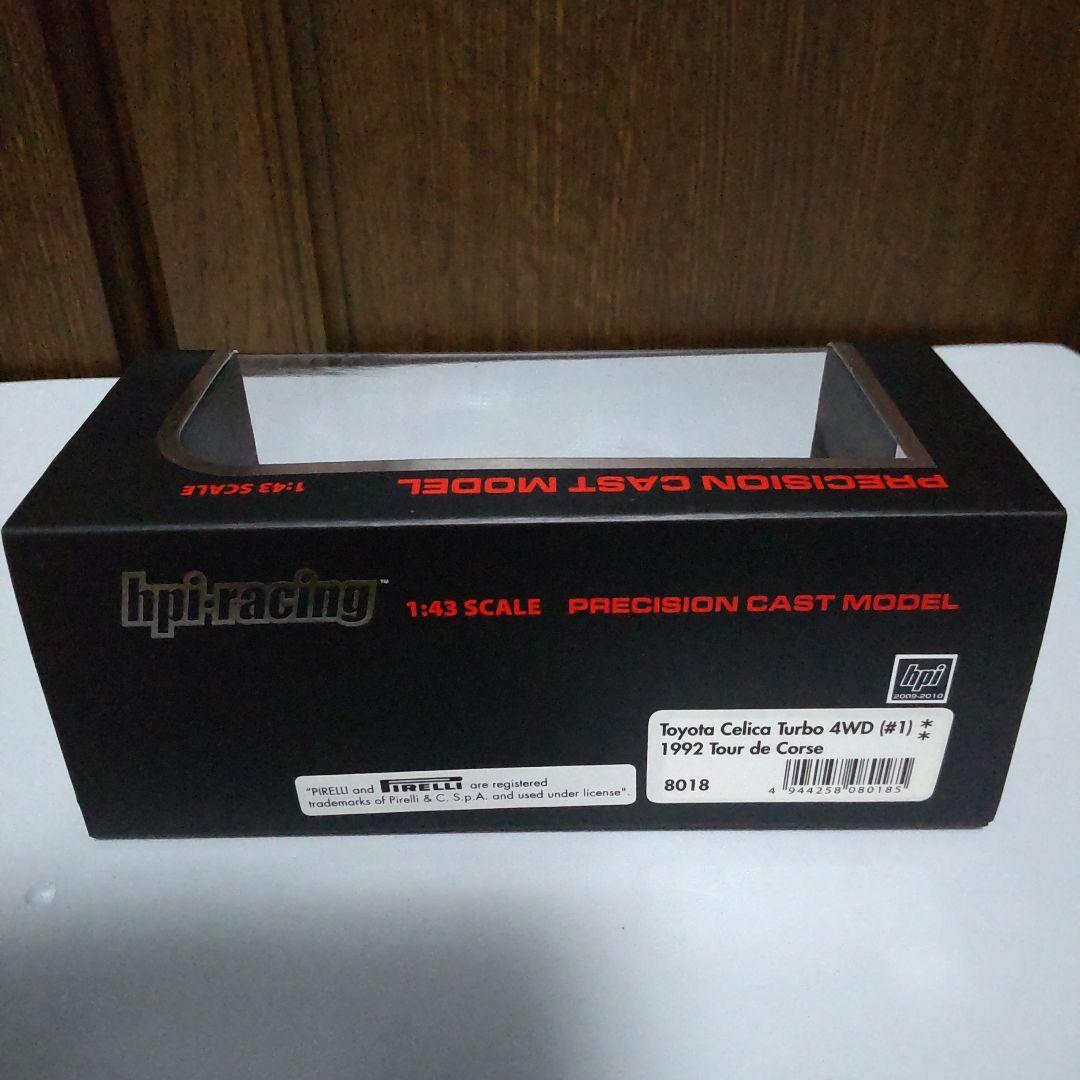 PRECISION CAST MODEL
1:43 SCALE
hpi·racing™ 1:43 SCALE PRECISION CAST MODEL
hpi
2009-2010
Toyota Celica Turbo 4WD (#1) **
1992 Tour de Corse
8018
4 944258 080185
"PIRELLI and PIRELLI are registered
trademarks of Pirelli & C. S.p.A. and used under license".